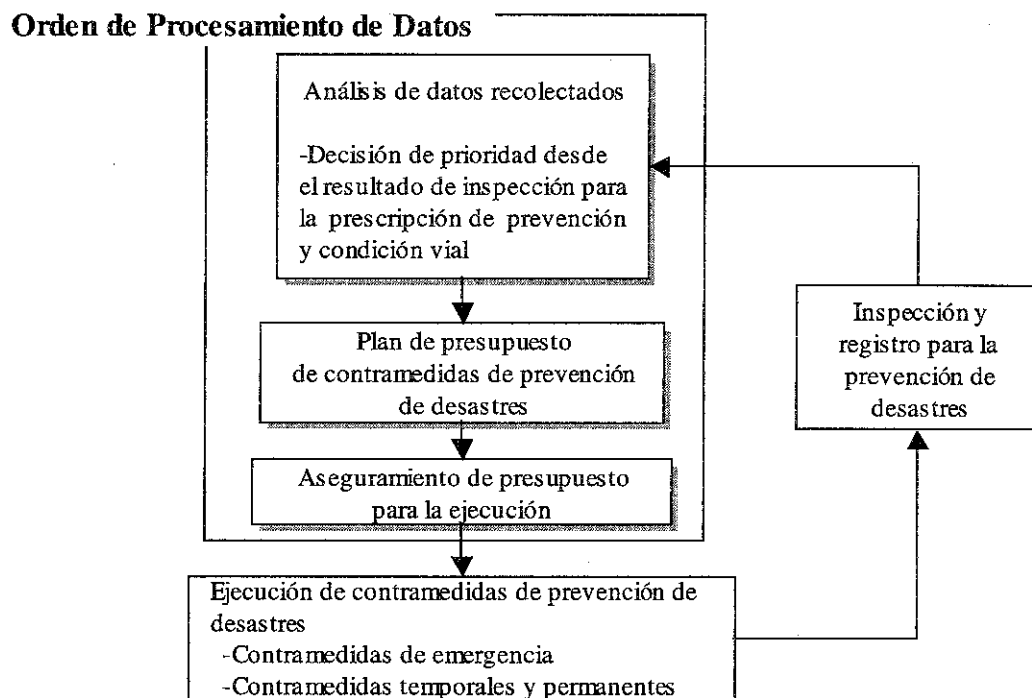 Orden de Procesamiento de Datos
Análisis de datos recolectados
-Decisión de prioridad desde
el resultado de inspección para
la prescripción de prevención
y condición vial
Plan de presupuesto
de contramedidas de prevención
de desastres
Aseguramiento de presupuesto
para la ejecución
Ejecución de contramedidas de prevención de
desastres
-Contramedidas de emergencia
-Contramedidas temporales y permanentes
Inspección y
registro para la
prevención de
desastres